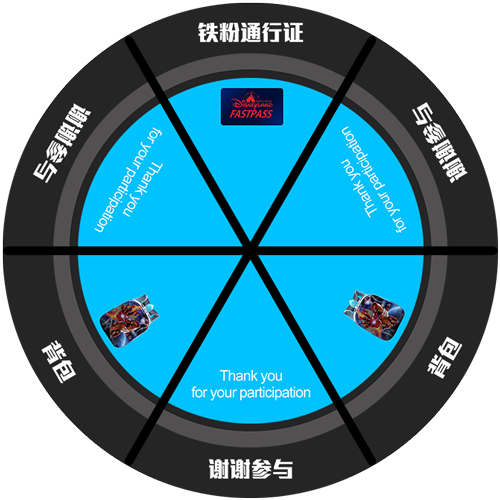 铁粉通行证
DISNEYLAND
FASTPASS
谢谢参与
Thank you
for your participation
背包
谢谢参与
Thank you
for your participation
背包
谢谢参与
Thank you
for your participation